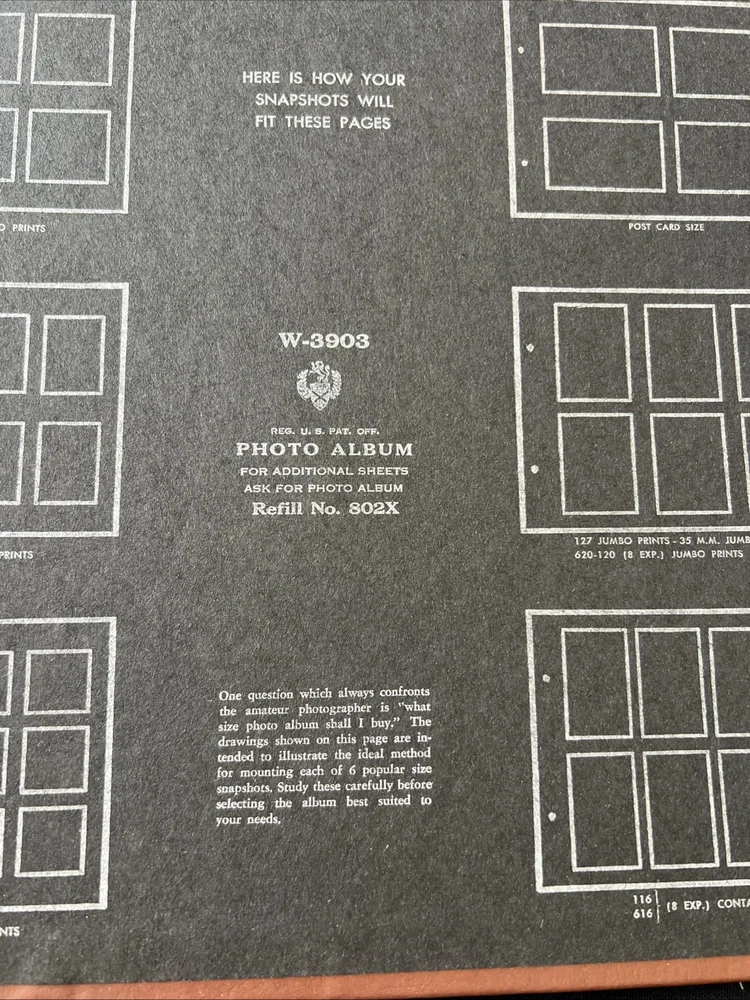 HERE IS HOW YOUR
SNAPSHOTS WILL
FIT THESE PAGES
PRINTS
POST CARD SIZE
W-3903
REG. U. S. PAT. OFF.
PHOTO ALBUM
FOR ADDITIONAL SHEETS
ASK FOR PHOTO ALBUM
Refill No. 802X
PRINTS
127 JUMBO PRINTS - 35 M.M. JUMB
620-120 (8 EXP.) JUMBO PRINTS
One question which always confronts
the amateur photographer is "what
size photo album shall I buy." The
drawings shown on this page are in-
tended to illustrate the ideal method
for mounting each of 6 popular size
snapshots. Study these carefully before
selecting the album best suited to
your needs.
NTS
116
616
(8 EXP.) CONTA